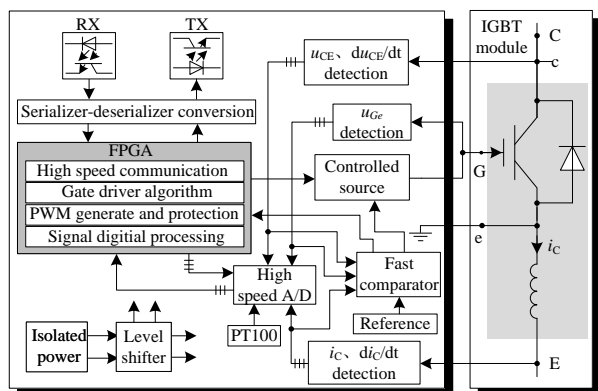 RX
TX
Serializer-deserializer conversion
FPGA
High speed communication
Gate driver algorithm
PWM generate and protection
Signal digitial processing
Isolated
power
Level
shifter
PT100
High
speed A/D
Controlled
source
Fast
comparator
Reference
uCE、duCE/dt
detection
uGe
detection
iC、diC/dt
detection
IGBT
module
C
c
G
e
iC
E